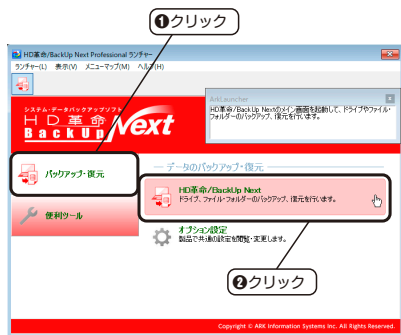 ❶クリック
HD革命/BackUp Next Professional ランチャー
ランチャー(L) 表示(V) メニューマップ(M) ヘルプ(H)
ArkLauncher
HD革命/BackUp Nextのメイン画面を起動して、ドライブやファイル・
フォルダーのバックアップ、復元を行います。
システム・データバックアップソフト
HD革命
BackUp Next
バックアップ・復元
便利ツール
データのバックアップ・復元
HD革命/BackUp Next
ドライブ、ファイル・フォルダーのバックアップ、復元を行います。
オプション設定
製品で共通の設定を閲覧・変更します。
❷クリック
Copyright © ARK Information Systems Inc. All Rights Reserved.